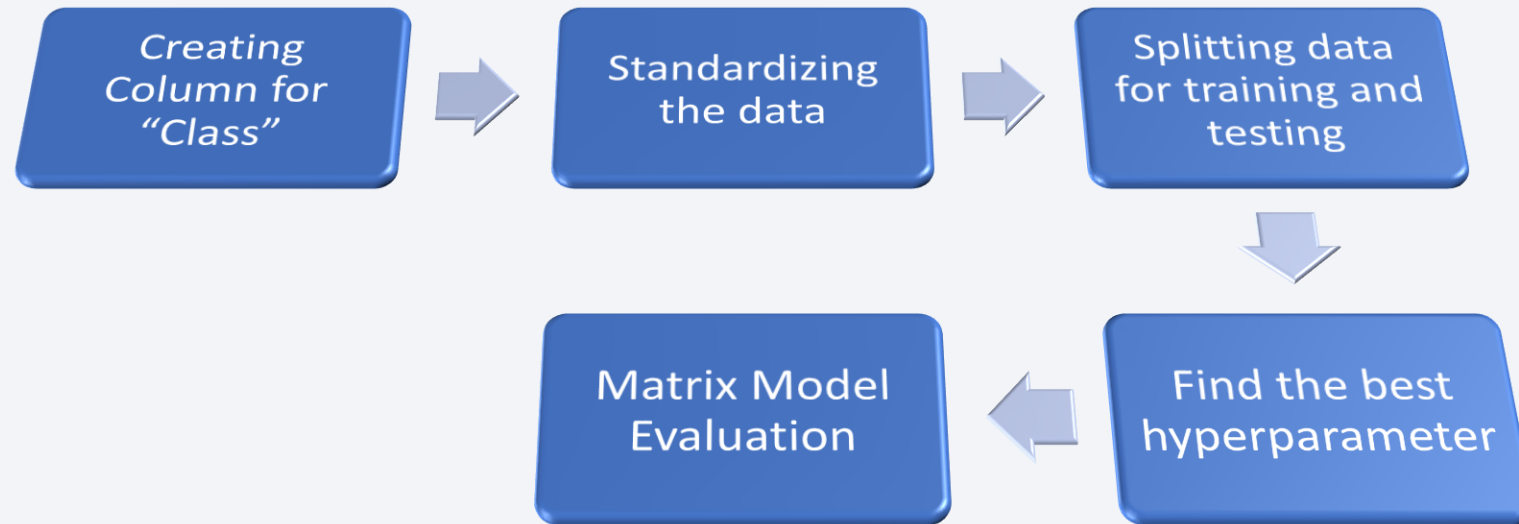 Creating
Column for
“Class”
Standardizing
the data
Splitting data
for training and
testing
Find the best
hyperparameter
Matrix Model
Evaluation